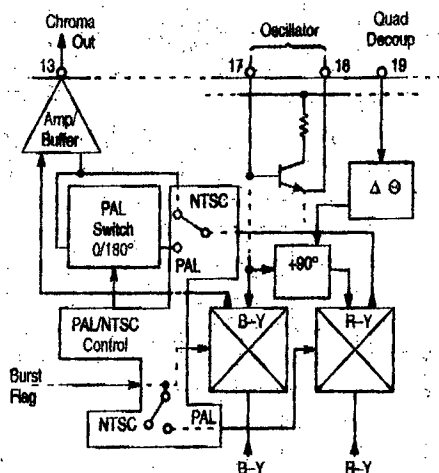 Chroma
Out
Oscillator
Quad
Decoup
13
17
18
19
Amp/
Buffer
NTSC
Δ Θ
PAL
Switch
0/180°
PAL
+90°
PAL/NTSC
Control
B–Y
R–Y
Burst
Flag
NTSC
PAL
B–Y
R–Y